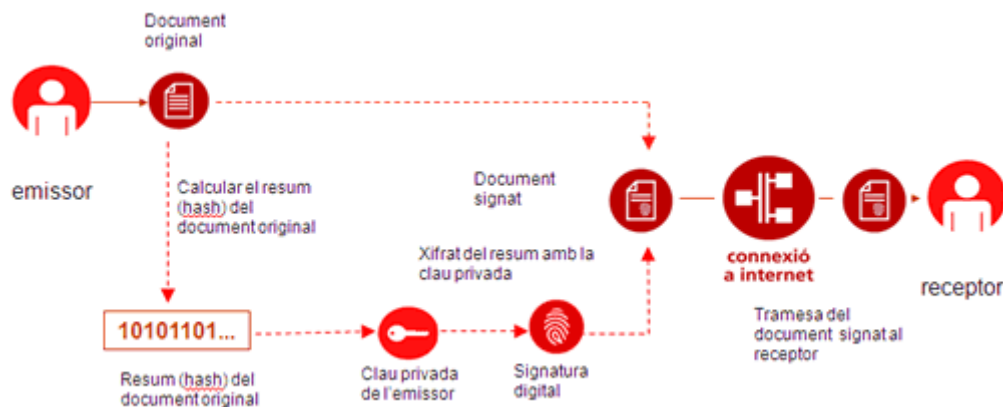 Document
original
emissor
Calcular el resum
(hash) del
document original
Document
signat
Xifrat del resum amb la
clau privada
connexió
a internet
receptor
10101101...
Tramesa del
document signat al
receptor
Resum (hash) del
document original
Clau privada
de l'emissor
Signatura
digital